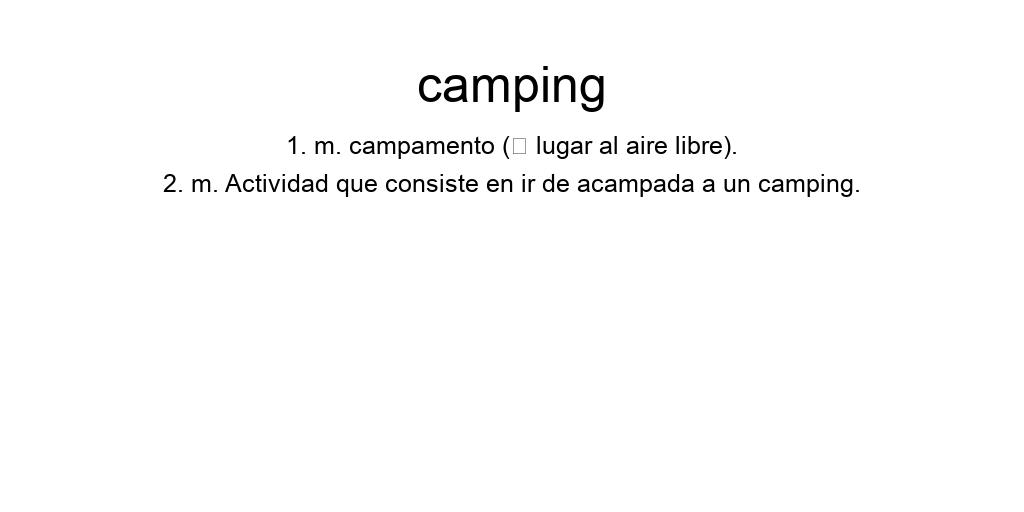 camping
1. m. campamento (▯ lugar al aire libre).
2. m. Actividad que consiste en ir de acampada a un camping.